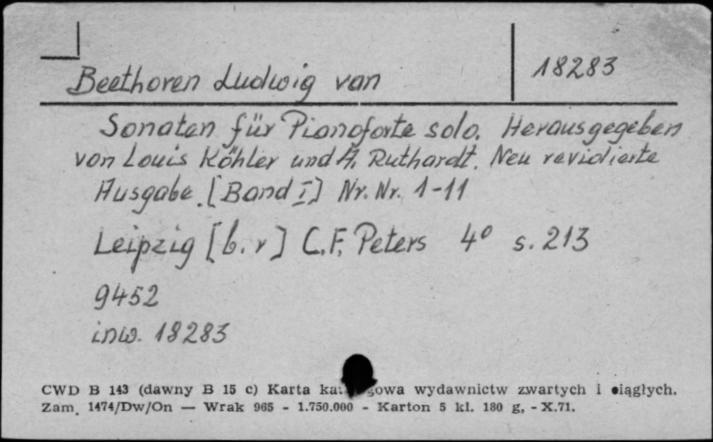 18283
Beethoven Ludwig van
Sonaten für Pianoforte solo. Herausgegeben
von Louis Köhler und A. Ruthardt. Neu revidierte
Ausgabe. [Band I] Nr. Nr. 1-11
Leipzig [b. r] C.F. Peters 4° s. 213
9452
inw. 18283
CWD B 143 (dawny B 15 c) Karta wydawnictw zwartych i ciągłych.
Zam. 1474/Dw/On — Wrak 965 - 1.750.000 - Karton 5 kl. 180 g, - X.71.